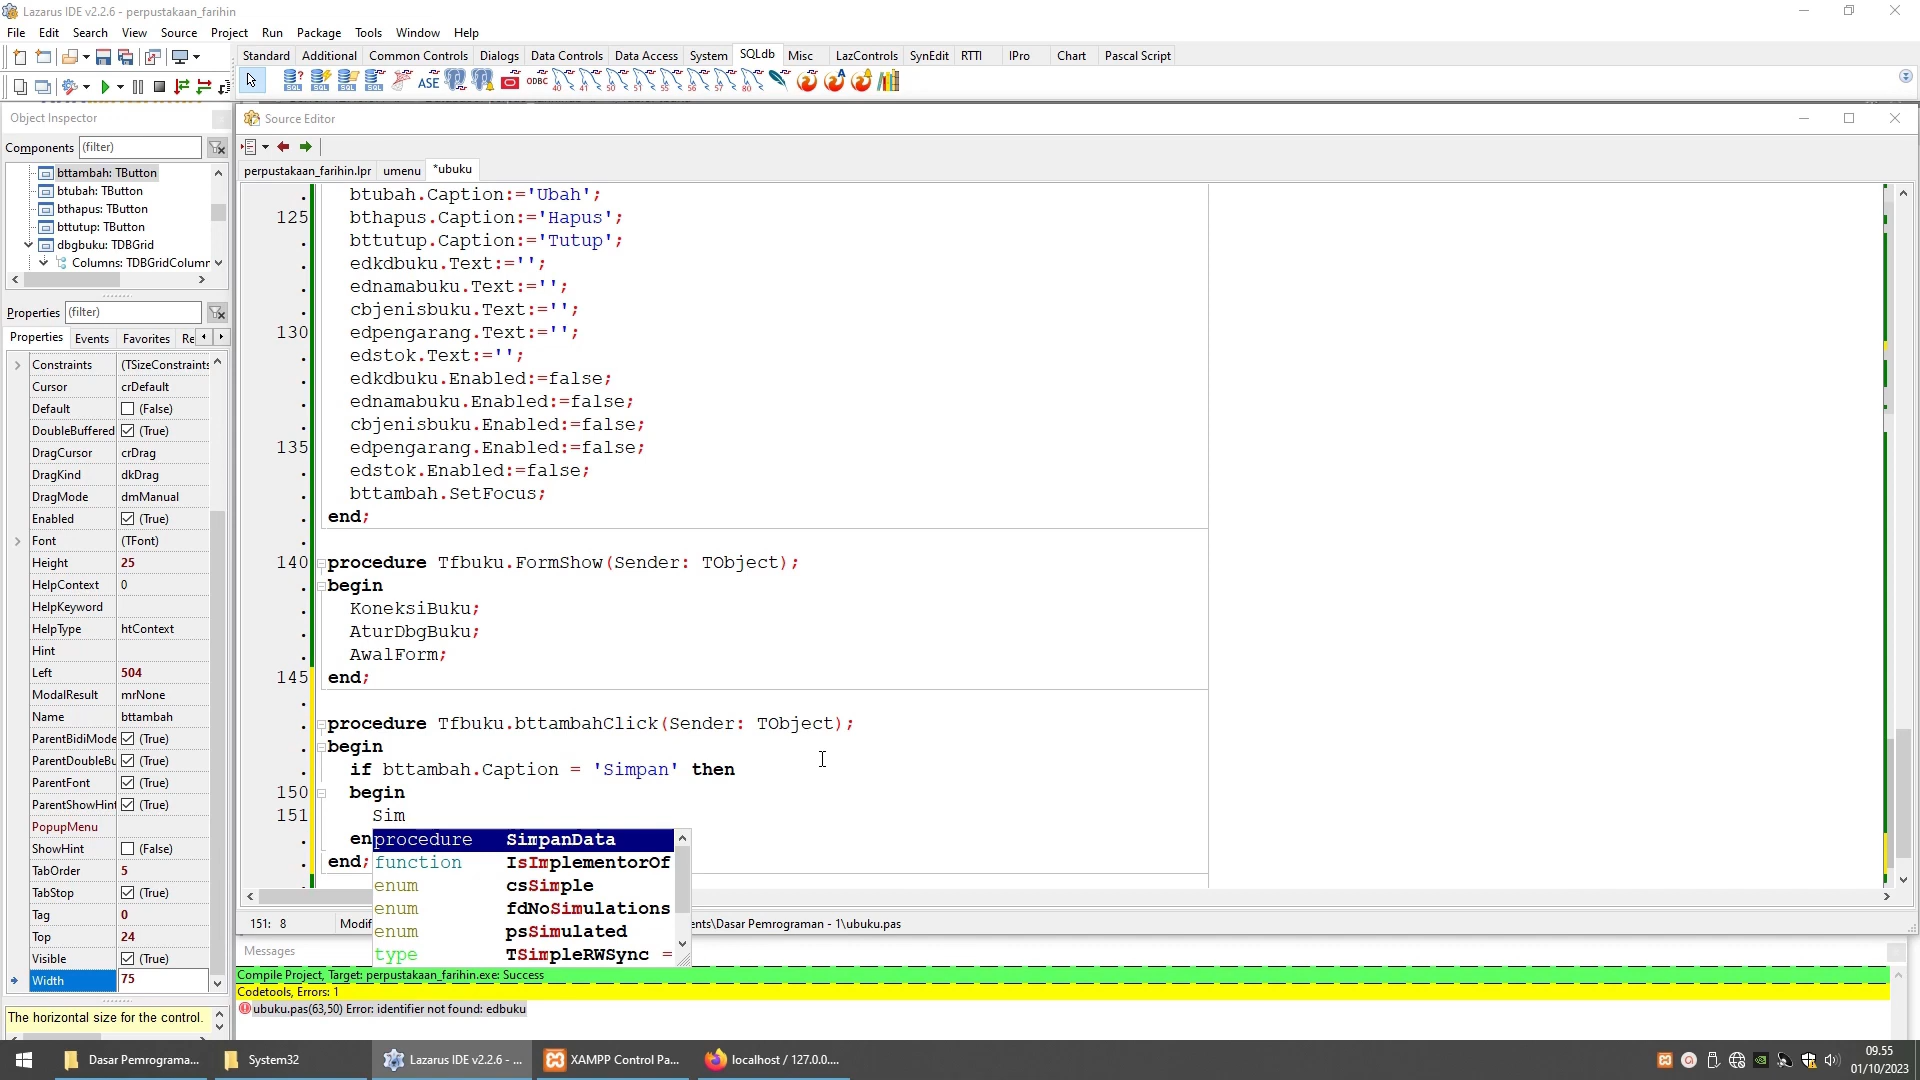 Lazarus IDE v2.2.6 - perpustakaan_farihin
File Edit Search View Source Project Run Package Tools Window Help
Standard Additional Common Controls Dialogs Data Controls Data Access System SQLdb Misc LazControls SynEdit RTTI IPro Chart Pascal Script
Object Inspector
Components (filter)
bttambah: TButton
btubah: TButton
bthapus: TButton
bttutup: TButton
dbgbuku: TDBGrid
Columns: TDBGridColumn
Properties (filter)
Properties Events Favorites Re
Constraints (TSizeConstraints
Cursor crDefault
Default (False)
DoubleBuffered (True)
DragCursor crDrag
DragKind dkDrag
DragMode dmManual
Enabled (True)
Font (TFont)
Height 25
HelpContext 0
HelpKeyword
HelpType htContext
Hint
Left 504
ModalResult mrNone
Name bttambah
ParentBidiMode (True)
ParentDoubleBu (True)
ParentFont (True)
ParentShowHint (True)
PopupMenu
ShowHint (False)
TabOrder 5
TabStop (True)
Tag 0
Top 24
Visible (True)
Width 75
The horizontal size for the control.
Source Editor
perpustakaan_farihin.lpr umenu *ubuku
btubah.Caption:='Ubah';
125 bthapus.Caption:='Hapus';
bttutup.Caption:='Tutup';
edkdbuku.Text:='';
ednamabuku.Text:='';
cbjenisbuku.Text:='';
130 edpengarang.Text:='';
edstok.Text:='';
edkdbuku.Enabled:=false;
ednamabuku.Enabled:=false;
cbjenisbuku.Enabled:=false;
135 edpengarang.Enabled:=false;
edstok.Enabled:=false;
bttambah.SetFocus;
end;
140 procedure Tfbuku.FormShow(Sender: TObject);
begin
KoneksiBuku;
AturDbgBuku;
AwalForm;
145 end;
procedure Tfbuku.bttambahClick(Sender: TObject);
begin
if bttambah.Caption = 'Simpan' then
150 begin
151 Sim
en
end;
procedure SimpanData
function IsImplementorOf
enum csSimple
enum fdNoSimulations
enum psSimulated
type TSimpleRWSync =
151: 8 Modif ents\Dasar Pemrograman - 1\ubuku.pas
Messages
Compile Project, Target: perpustakaan_farihin.exe: Success
Codetools, Errors: 1
ubuku.pas(63,50) Error: identifier not found: edbuku
Dasar Pemrograma... System32 Lazarus IDE v2.2.6 - ... XAMPP Control Pa... localhost / 127.0.0....
09.55
01/10/2023